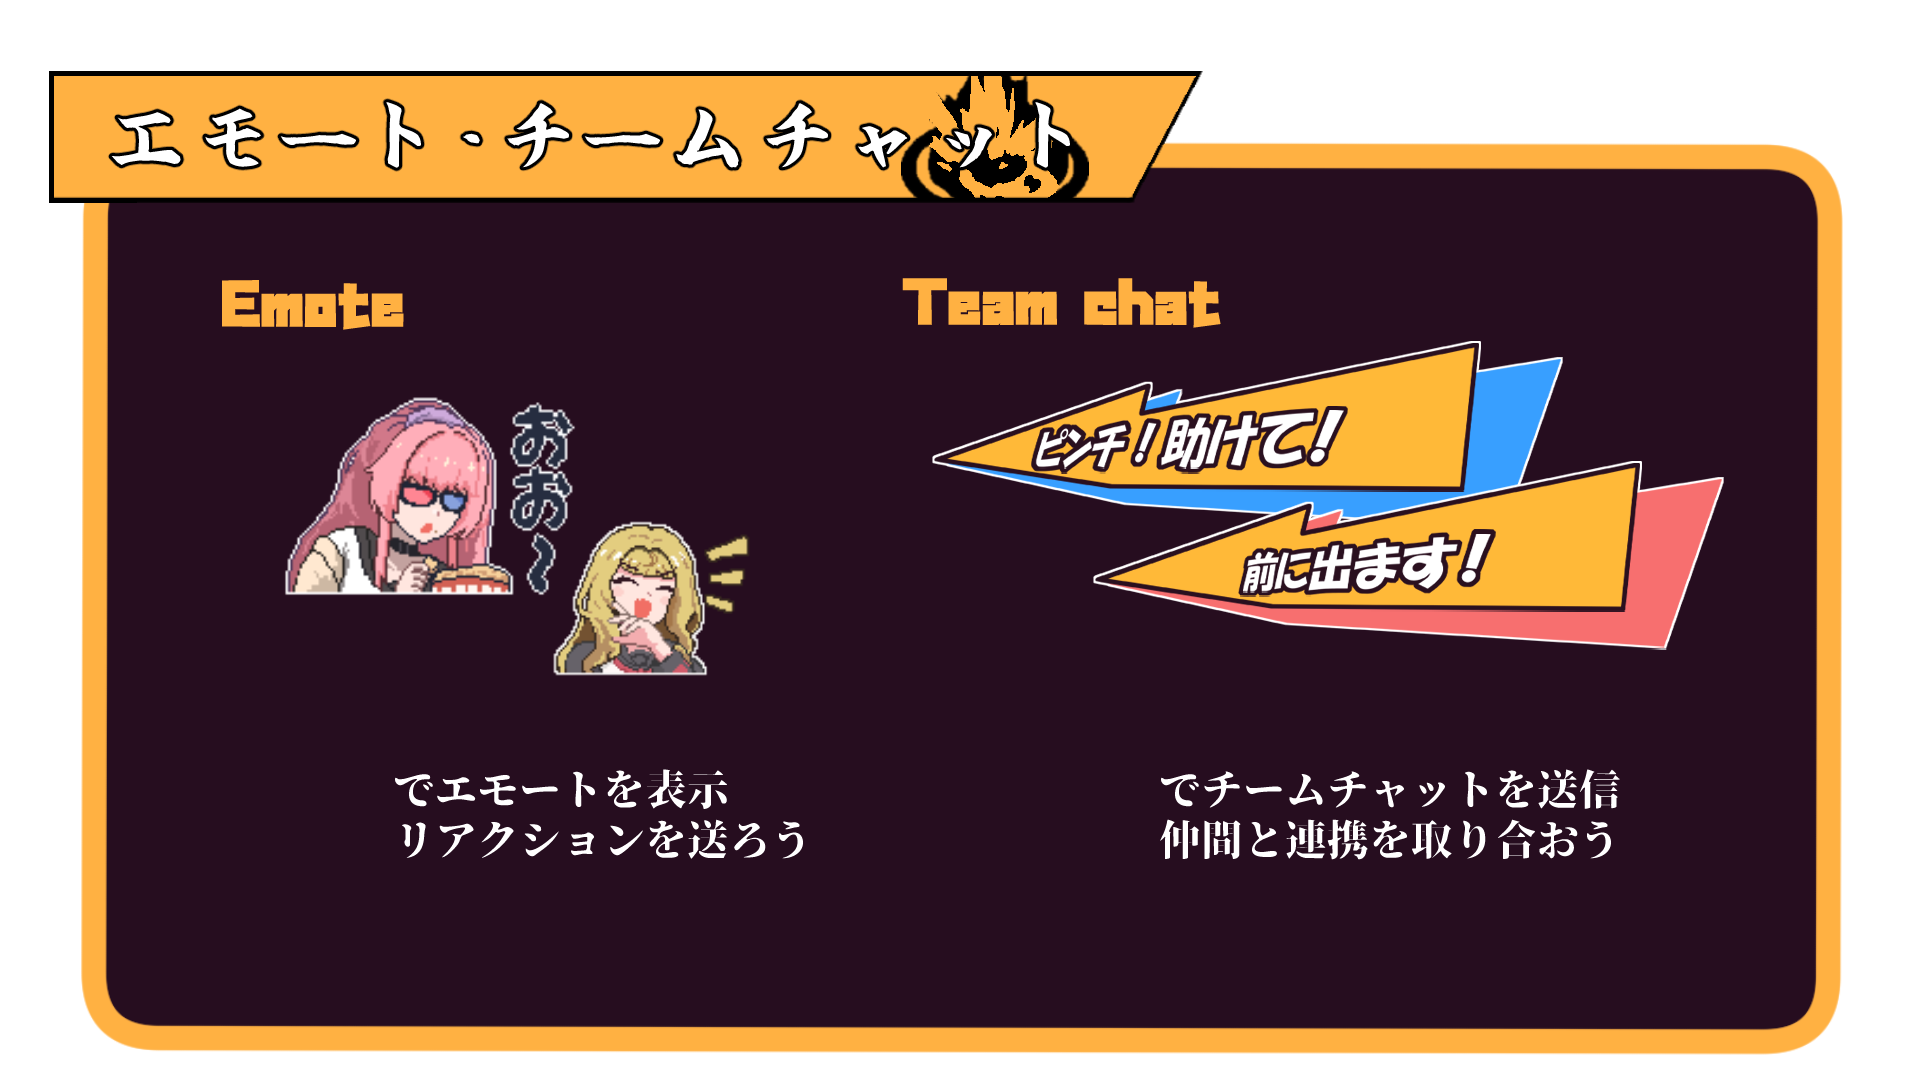 エモート・チームチャット
Emote
おお〜
でエモートを表示
リアクションを送ろう
Team chat
ピンチ！助けて！
前に出ます！
でチームチャットを送信
仲間と連携を取り合おう